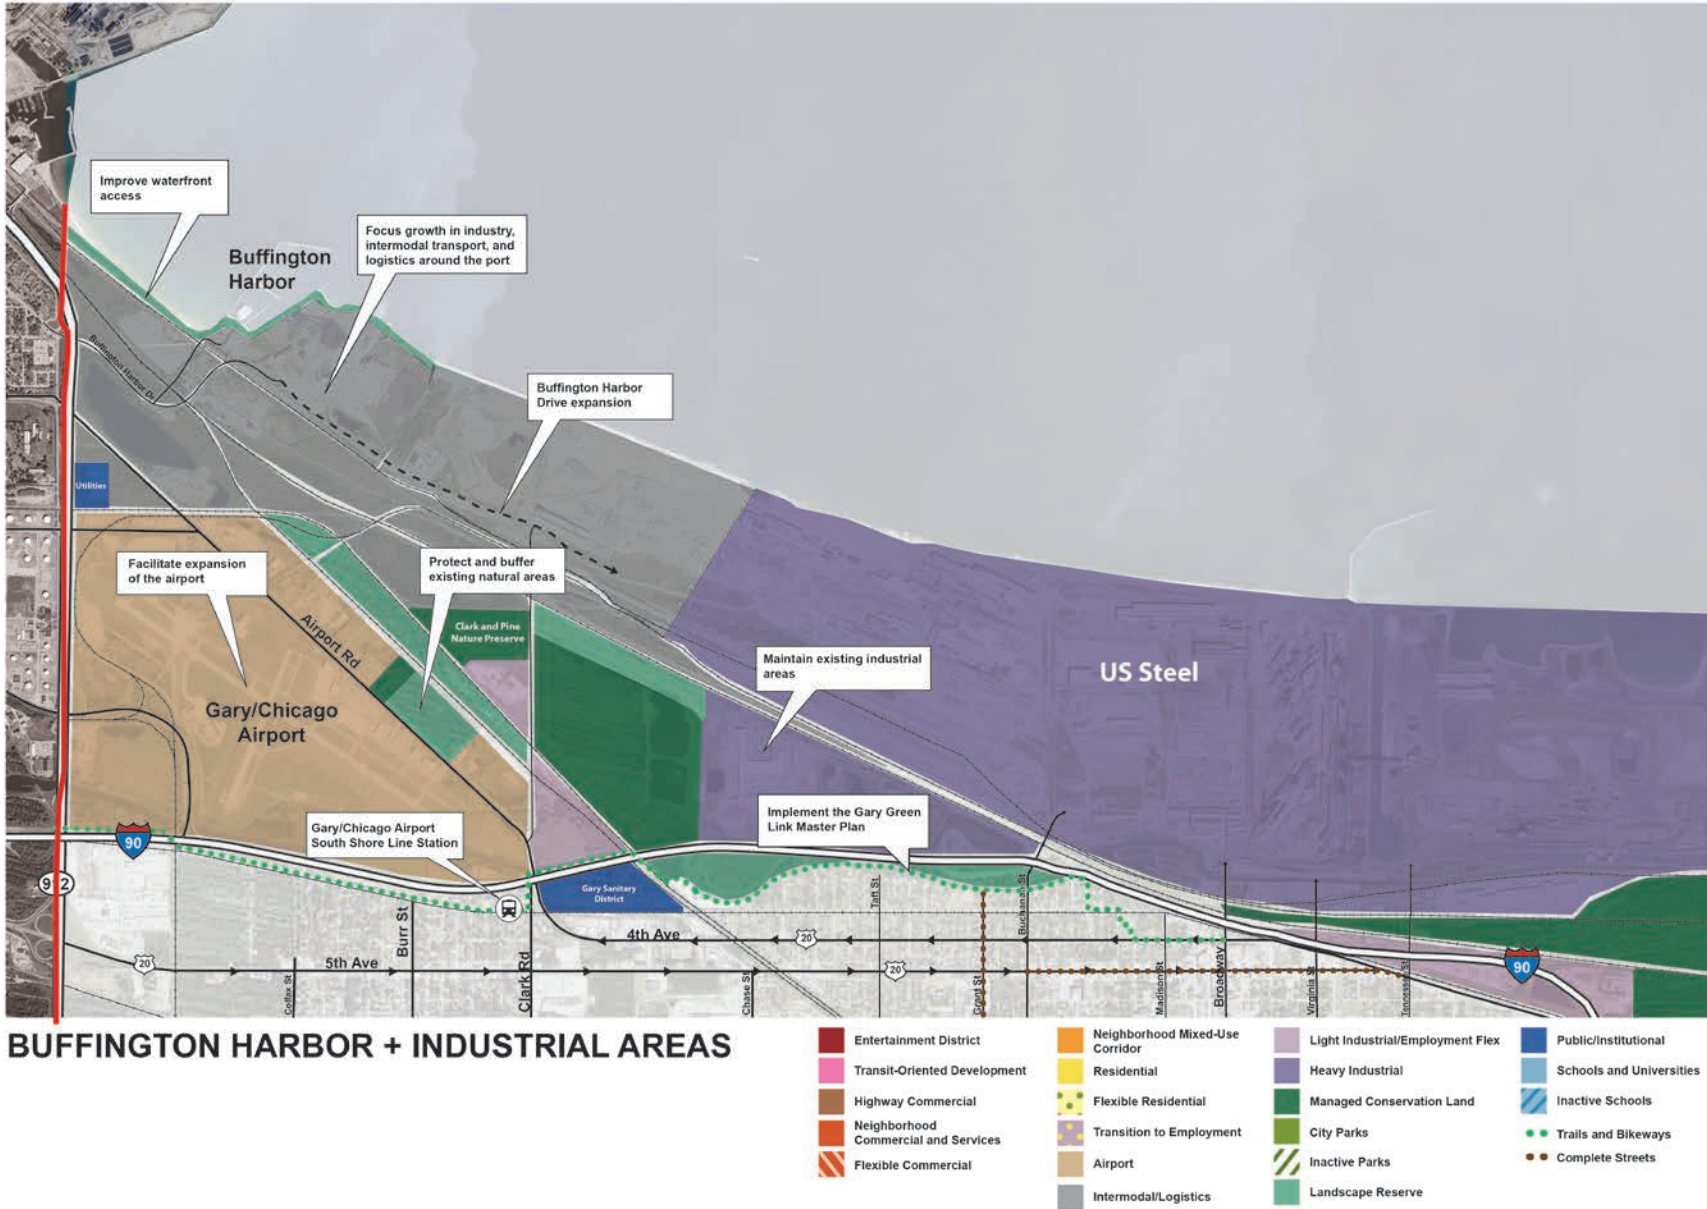 Improve waterfront
access
Focus growth in industry,
intermodal transport, and
logistics around the port
Buffington
Harbor
Buffington Harbor Dr
Buffington Harbor
Drive expansion
Utilities
Facilitate expansion
of the airport
Protect and buffer
existing natural areas
Airport Rd
Clark and Pine
Nature Preserve
Maintain existing industrial
areas
US Steel
Gary/Chicago
Airport
Gary/Chicago Airport
South Shore Line Station
Implement the Gary Green
Link Master Plan
90
912
Gary Sanitary
District
Taft St
Buchanan St
Burr St
4th Ave
20
20
5th Ave
20
90
Colfax St
Clark Rd
Chase St
Grant St
Madison St
Broadway
Virginia St
Tennessee St
BUFFINGTON HARBOR + INDUSTRIAL AREAS
Entertainment District
Transit-Oriented Development
Highway Commercial
Neighborhood
Commercial and Services
Flexible Commercial
Neighborhood Mixed-Use
Corridor
Residential
Flexible Residential
Transition to Employment
Airport
Intermodal/Logistics
Light Industrial/Employment Flex
Heavy Industrial
Managed Conservation Land
City Parks
Inactive Parks
Landscape Reserve
Public/Institutional
Schools and Universities
Inactive Schools
Trails and Bikeways
Complete Streets